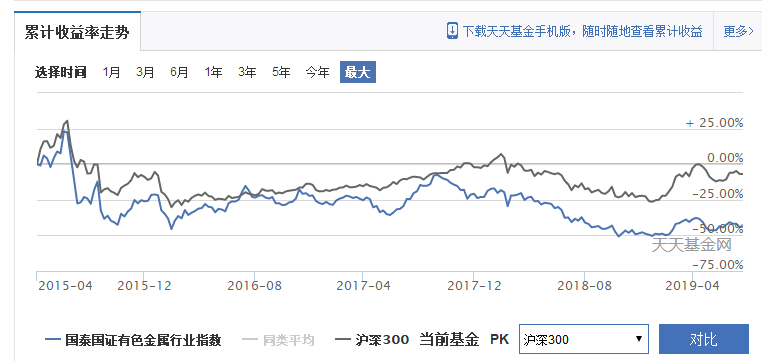 累计收益率走势
下载天天基金手机版，随时随地查看累计收益 更多>
选择时间 1月 3月 6月 1年 3年 5年 今年 最大
+ 25.00%
0.00%
-25.00%
-50.00%
天天基金网
-75.00%
2015-04 2015-12 2016-08 2017-04 2017-12 2018-08 2019-04
国泰国证有色金属行业指数 同类平均 沪深300 当前基金 PK 沪深300 对比